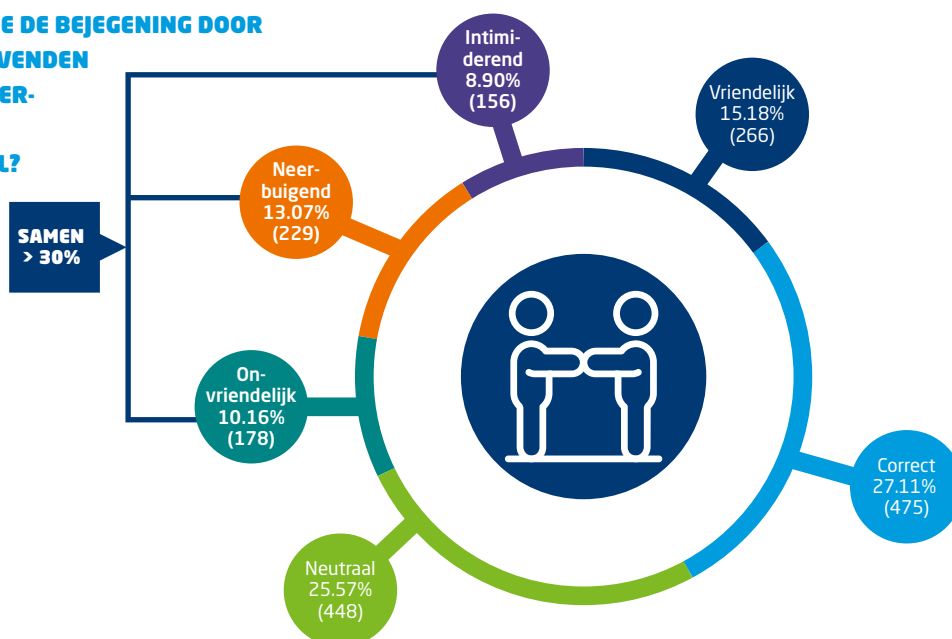 E DE BEJEGENING DOOR
VENDEN
ER-
L?
SAMEN
> 30%
Intimi-
derend
8.90%
(156)
Vriendelijk
15.18%
(266)
Neer-
buigend
13.07%
(229)
On-
vriendelijk
10.16%
(178)
Correct
27.11%
(475)
Neutraal
25.57%
(448)